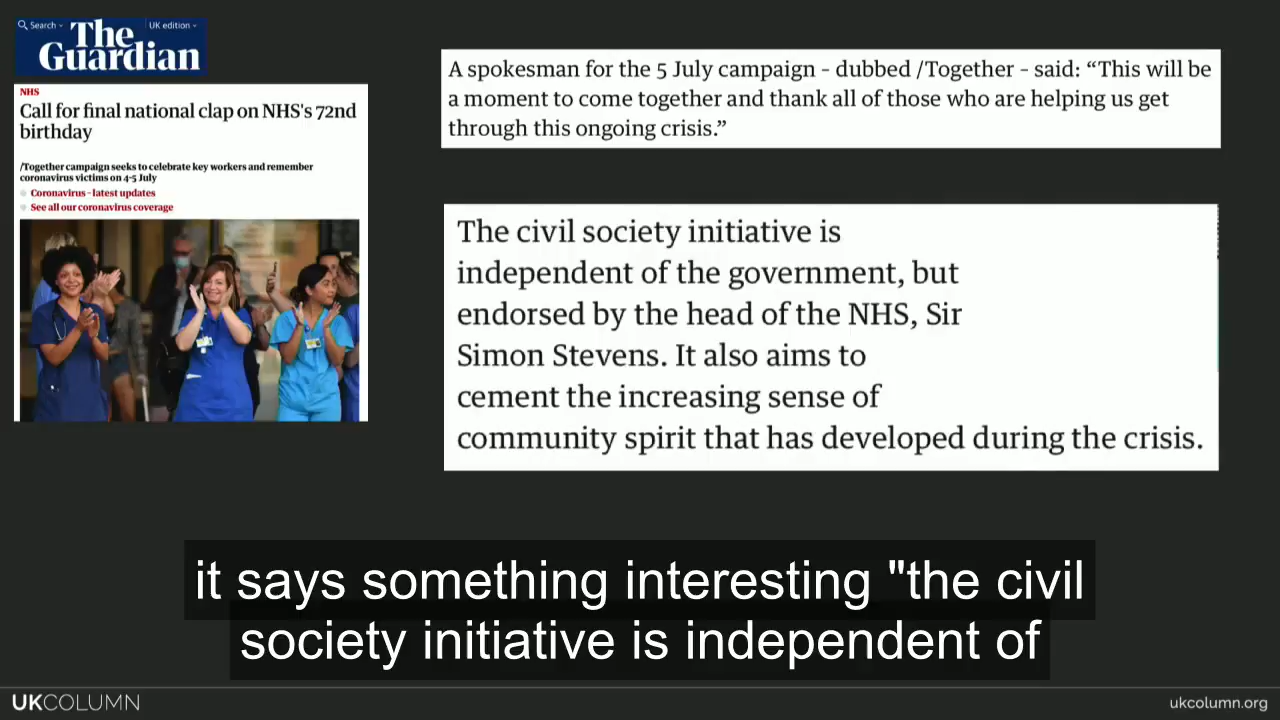 Search
UK edition
The
Guardian
NHS
Call for final national clap on NHS's 72nd
birthday
/Together campaign seeks to celebrate key workers and remember
coronavirus victims on 4-5 July
Coronavirus – latest updates
See all our coronavirus coverage
A spokesman for the 5 July campaign – dubbed /Together – said: “This will be
a moment to come together and thank all of those who are helping us get
through this ongoing crisis.”
The civil society initiative is
independent of the government, but
endorsed by the head of the NHS, Sir
Simon Stevens. It also aims to
cement the increasing sense of
community spirit that has developed during the crisis.
it says something interesting "the civil
society initiative is independent of
UKCOLUMN
ukcolumn.org